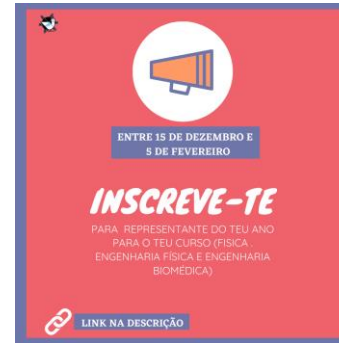 ENTRE 15 DE DEZEMBRO E
5 DE FEVEREIRO
INSCREVE-TE
PARA REPRESENTANTE DO TEU ANO
PARA O TEU CURSO (FISICA .
ENGENHARIA FÍSICA E ENGENHARIA
BIOMÉDICA)
LINK NA DESCRIÇÃO